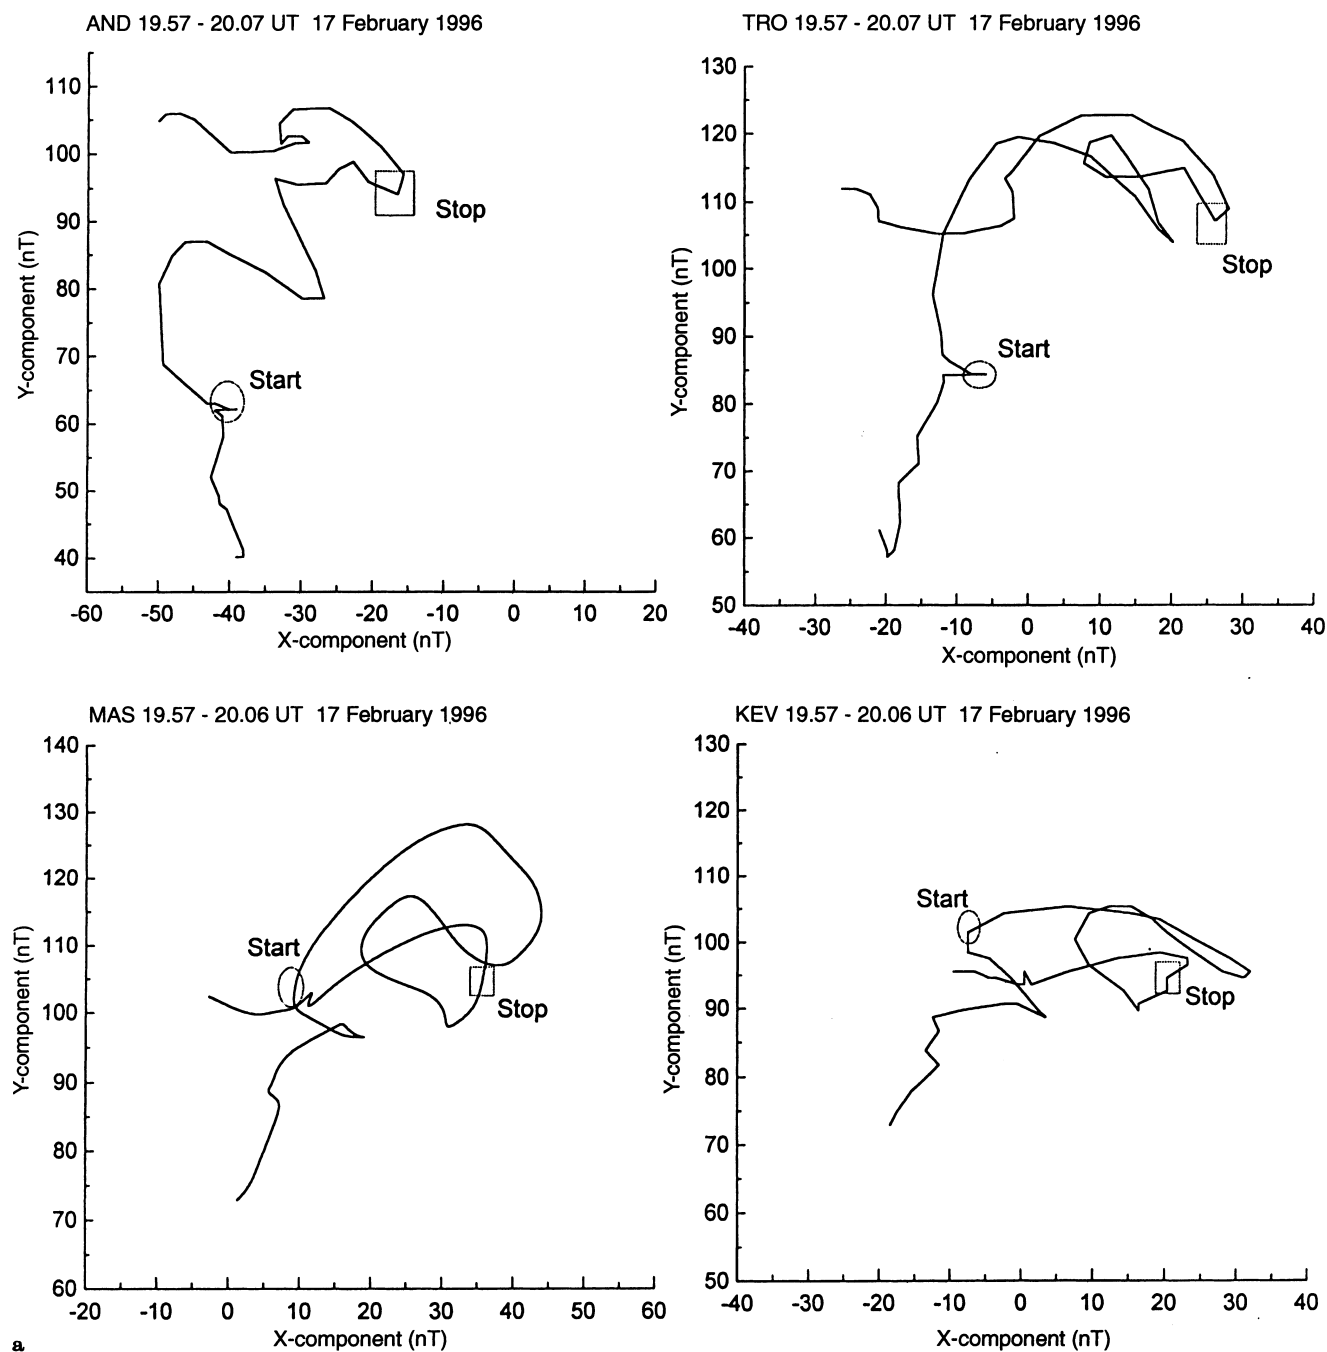 AND 19.57 - 20.07 UT 17 February 1996
110
100
90
80
70
60
50
40
Y-component (nT)
Stop
Start
-60 -50 -40 -30 -20 -10 0 10 20
X-component (nT)
TRO 19.57 - 20.07 UT 17 February 1996
130
120
110
100
90
80
70
60
50
Y-component (nT)
Stop
Start
-40 -30 -20 -10 0 10 20 30 40
X-component (nT)
MAS 19.57 - 20.06 UT 17 February 1996
140
130
120
110
100
90
80
70
60
Y-component (nT)
Start
Stop
-20 -10 0 10 20 30 40 50 60
X-component (nT)
KEV 19.57 - 20.06 UT 17 February 1996
130
120
110
100
90
80
70
60
50
Y-component (nT)
Start
Stop
-40 -30 -20 -10 0 10 20 30 40
X-component (nT)
a